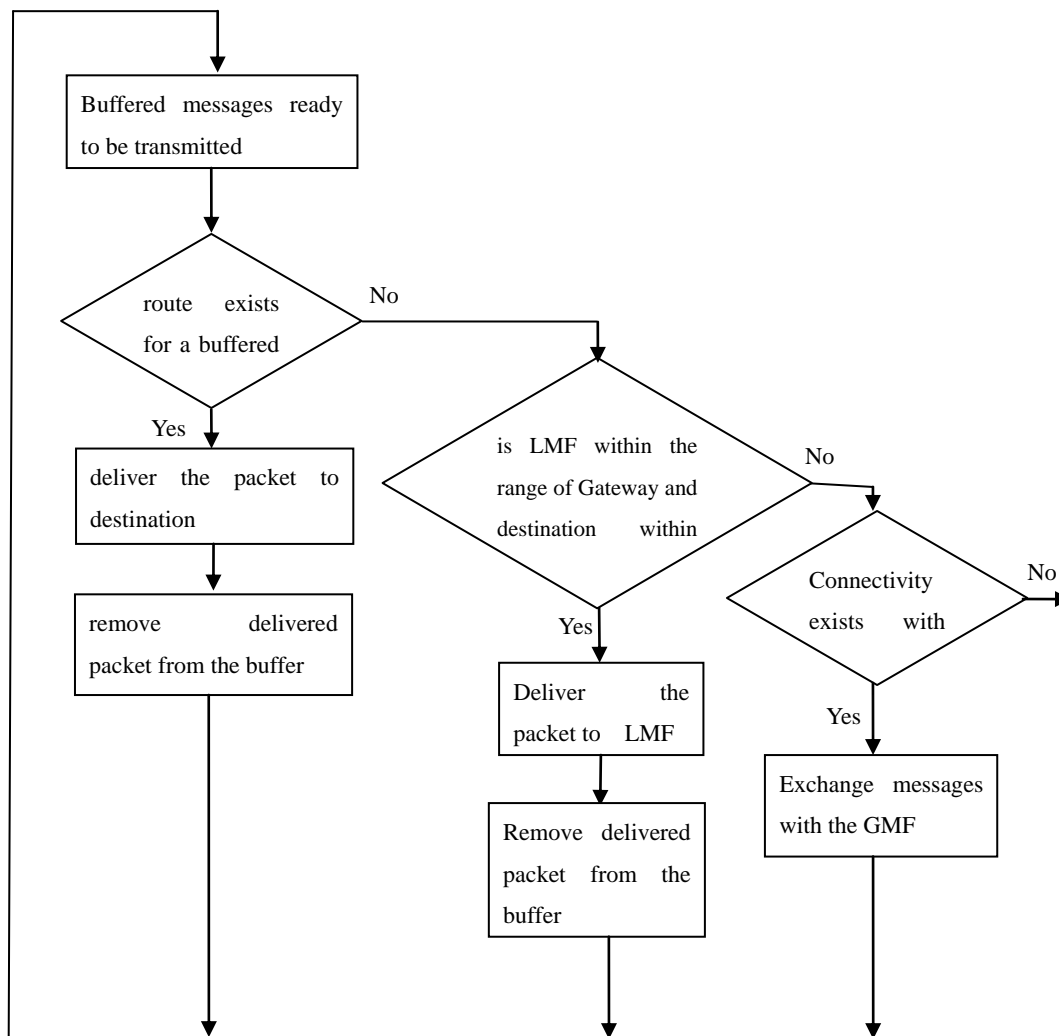 Buffered messages ready
to be transmitted
route exists
for a buffered
No
Yes
deliver the packet to
destination
remove delivered
packet from the buffer
is LMF within the
range of Gateway and
destination within
No
Yes
Deliver the
packet to LMF
Remove delivered
packet from the
buffer
Connectivity
exists with
No
Yes
Exchange messages
with the GMF